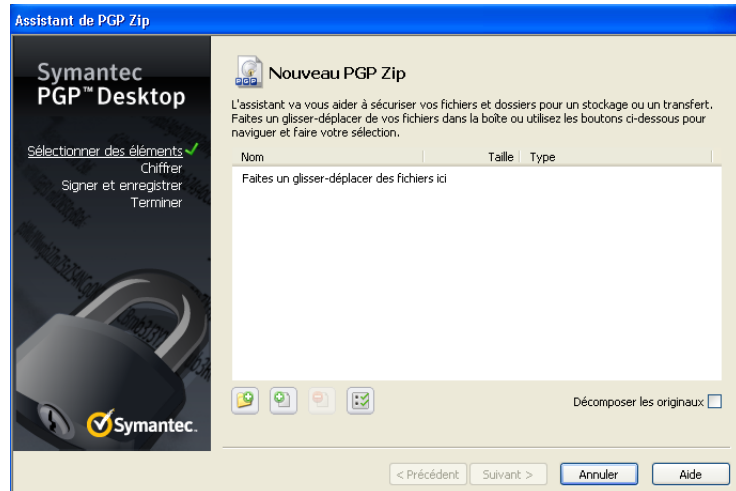 Assistant de PGP Zip
Symantec
PGP™ Desktop
Sélectionner des éléments
Chiffrer
Signer et enregistrer
Terminer
Symantec.
PGP
Nouveau PGP Zip
L'assistant va vous aider à sécuriser vos fichiers et dossiers pour un stockage ou un transfert.
Faites un glisser-déplacer de vos fichiers dans la boîte ou utilisez les boutons ci-dessous pour
naviguer et faire votre sélection.
Nom Taille Type
Faites un glisser-déplacer des fichiers ici
Décomposer les originaux
< Précédent Suivant > Annuler Aide